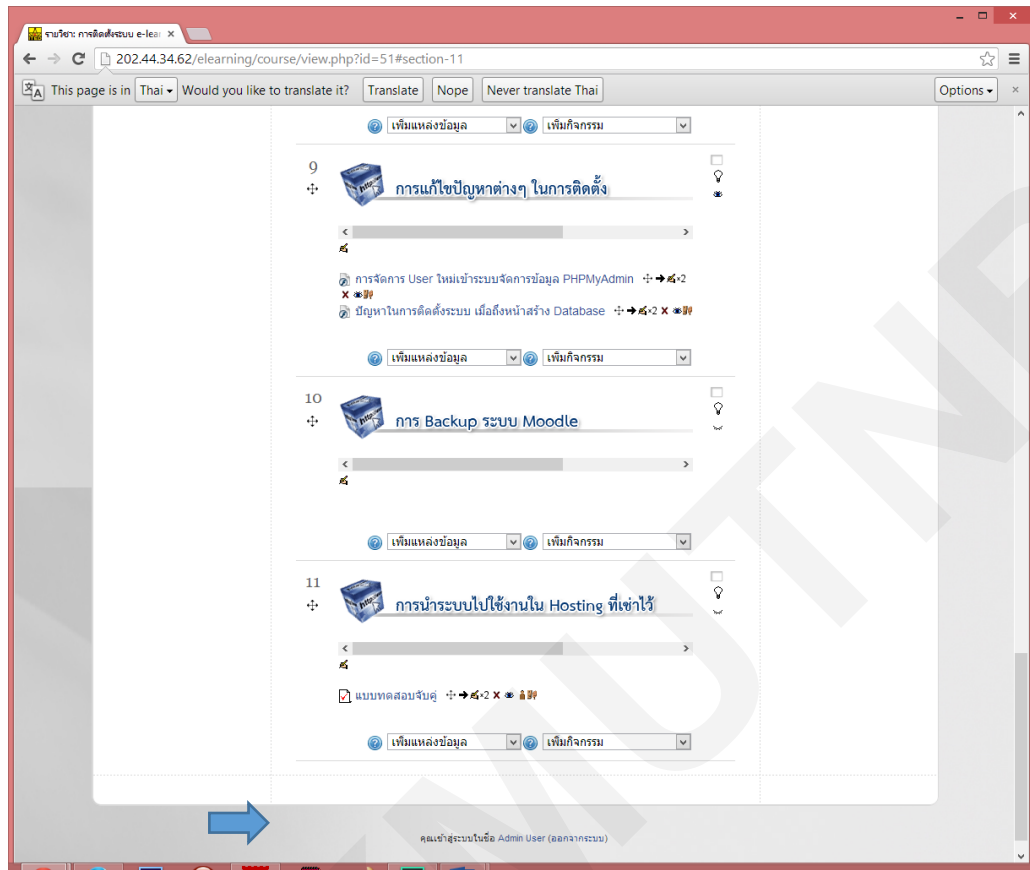 รายวิชา: การติดตั้งระบบ e-lear
202.44.34.62/elearning/course/view.php?id=51#section-11
This page is in Thai Would you like to translate it? Translate Nope Never translate Thai Options
เพิ่มแหล่งข้อมูล เพิ่มกิจกรรม
9
http
การแก้ไขปัญหาต่างๆ ในการติดตั้ง
การจัดการ User ใหม่เข้าระบบจัดการข้อมูล PHPMyAdmin ×2
ปัญหาในการติดตั้งระบบ เมื่อถึงหน้าสร้าง Database ×2
เพิ่มแหล่งข้อมูล เพิ่มกิจกรรม
10
http
การ Backup ระบบ Moodle
เพิ่มแหล่งข้อมูล เพิ่มกิจกรรม
11
http
การนำระบบไปใช้งานใน Hosting ที่เช่าไว้
แบบทดสอบจับคู่ ×2
เพิ่มแหล่งข้อมูล เพิ่มกิจกรรม
คุณเข้าสู่ระบบในชื่อ Admin User (ออกจากระบบ)